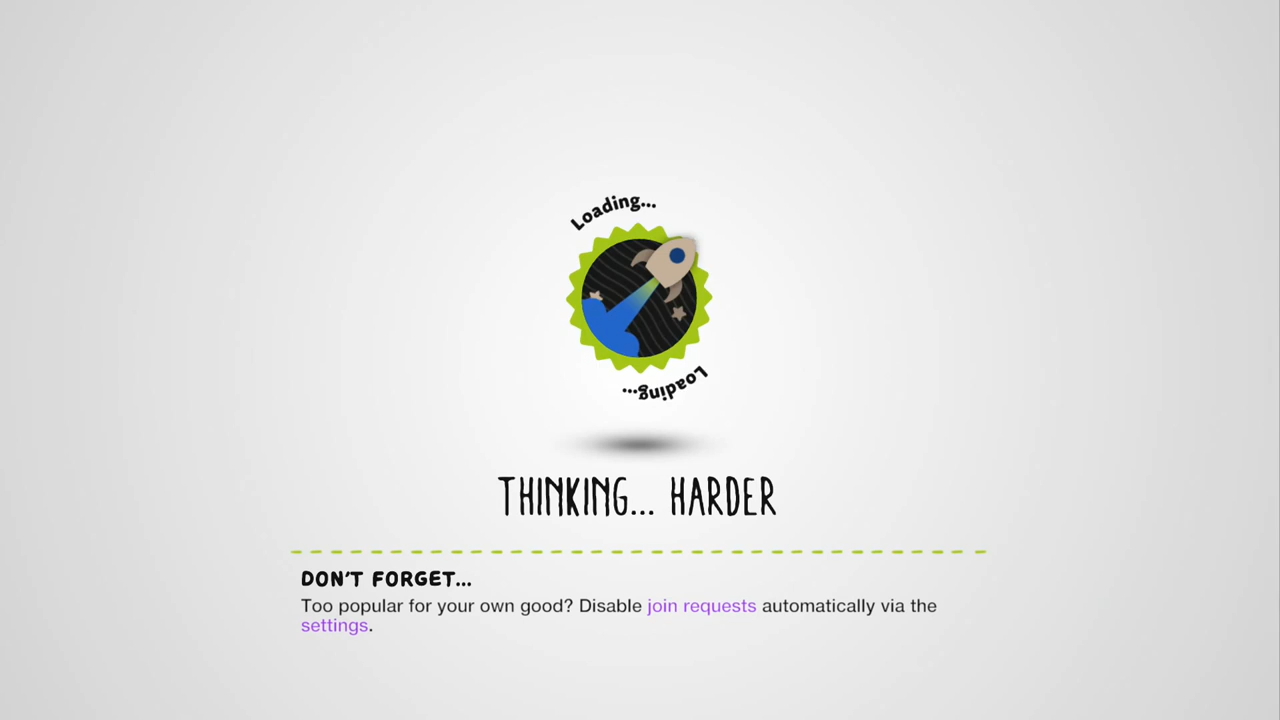 Loading...
Loading...
THINKING... HARDER
DON'T FORGET...
Too popular for your own good? Disable join requests automatically via the
settings.